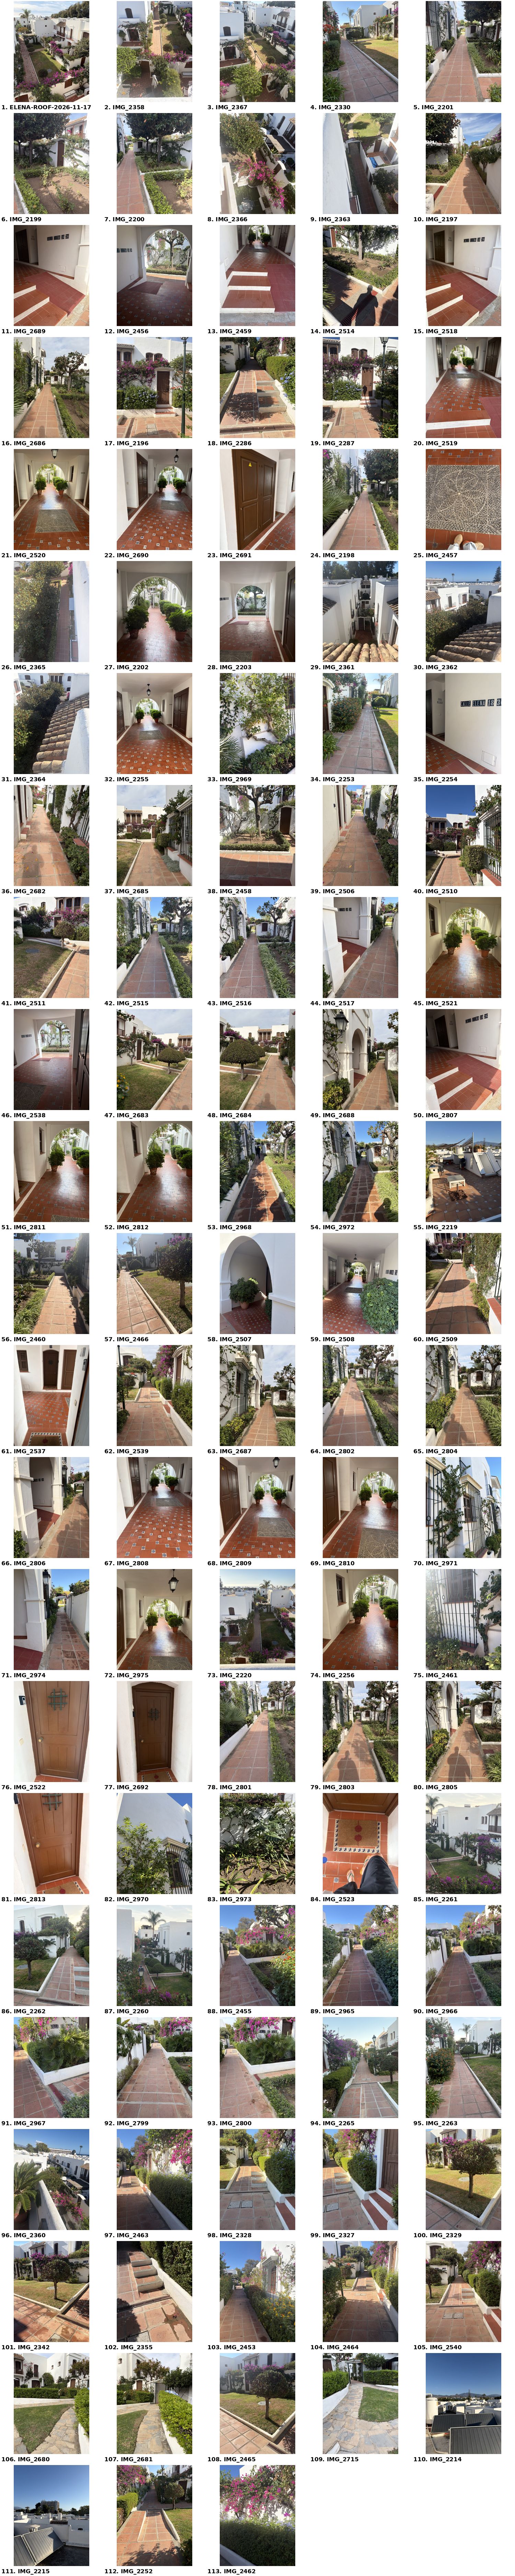 1. ELENA-ROOF-2026-11-17
2. IMG_2358
3. IMG_2367
4. IMG_2330
5. IMG_2201
6. IMG_2199
7. IMG_2200
8. IMG_2366
9. IMG_2363
10. IMG_2197
11. IMG_2689
12. IMG_2456
13. IMG_2459
14. IMG_2514
15. IMG_2518
16. IMG_2686
17. IMG_2196
18. IMG_2286
19. IMG_2287
20. IMG_2519
21. IMG_2520
22. IMG_2690
23. IMG_2691
24. IMG_2198
25. IMG_2457
26. IMG_2365
27. IMG_2202
28. IMG_2203
29. IMG_2361
30. IMG_2362
31. IMG_2364
32. IMG_2255
33. IMG_2969
34. IMG_2253
35. IMG_2254
36. IMG_2682
37. IMG_2685
38. IMG_2458
39. IMG_2506
40. IMG_2510
41. IMG_2511
42. IMG_2515
43. IMG_2516
44. IMG_2517
45. IMG_2521
46. IMG_2538
47. IMG_2683
48. IMG_2684
49. IMG_2688
50. IMG_2807
51. IMG_2811
52. IMG_2812
53. IMG_2968
54. IMG_2972
55. IMG_2219
56. IMG_2460
57. IMG_2466
58. IMG_2507
59. IMG_2508
60. IMG_2509
61. IMG_2537
62. IMG_2539
63. IMG_2687
64. IMG_2802
65. IMG_2804
66. IMG_2806
67. IMG_2808
68. IMG_2809
69. IMG_2810
70. IMG_2971
71. IMG_2974
72. IMG_2975
73. IMG_2220
74. IMG_2256
75. IMG_2461
76. IMG_2522
77. IMG_2692
78. IMG_2801
79. IMG_2803
80. IMG_2805
81. IMG_2813
82. IMG_2970
83. IMG_2973
84. IMG_2523
85. IMG_2261
86. IMG_2262
87. IMG_2260
88. IMG_2455
89. IMG_2965
90. IMG_2966
91. IMG_2967
92. IMG_2799
93. IMG_2800
94. IMG_2265
95. IMG_2263
96. IMG_2360
97. IMG_2463
98. IMG_2328
99. IMG_2327
100. IMG_2329
101. IMG_2342
102. IMG_2355
103. IMG_2453
104. IMG_2464
105. IMG_2540
106. IMG_2680
107. IMG_2681
108. IMG_2465
109. IMG_2715
110. IMG_2214
111. IMG_2215
112. IMG_2252
113. IMG_2462